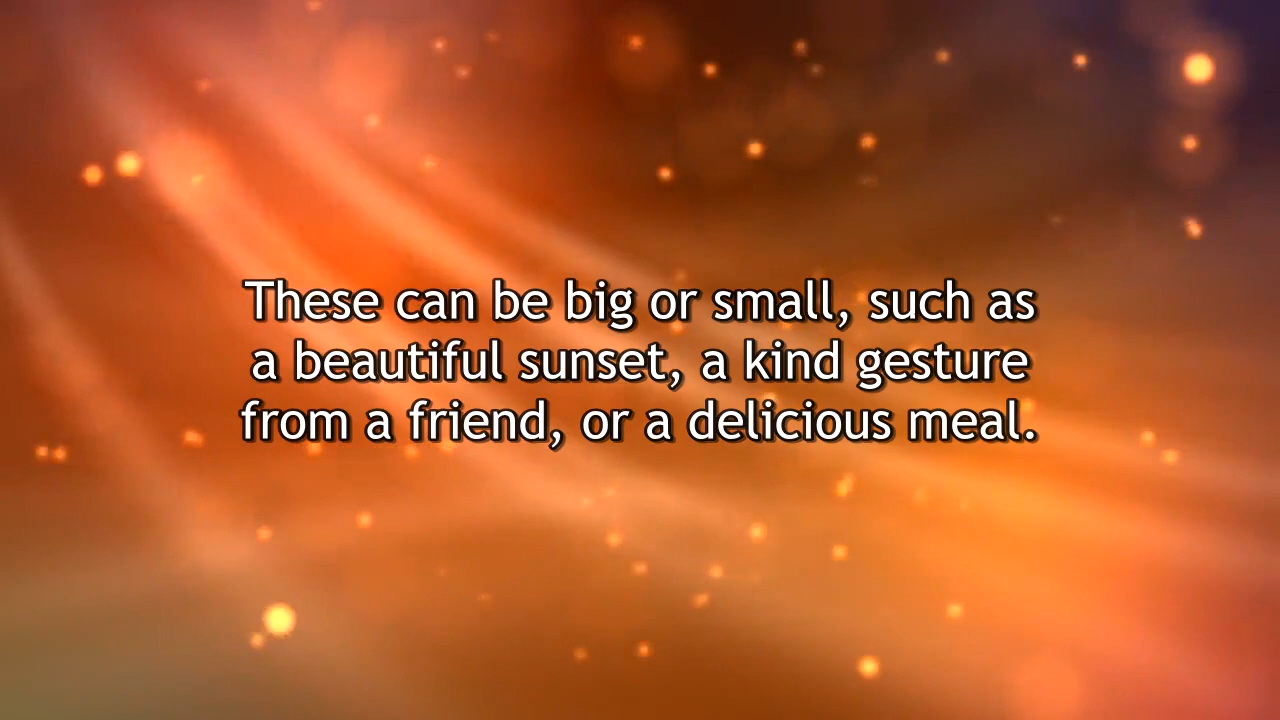 These can be big or small, such as
a beautiful sunset, a kind gesture
from a friend, or a delicious meal.